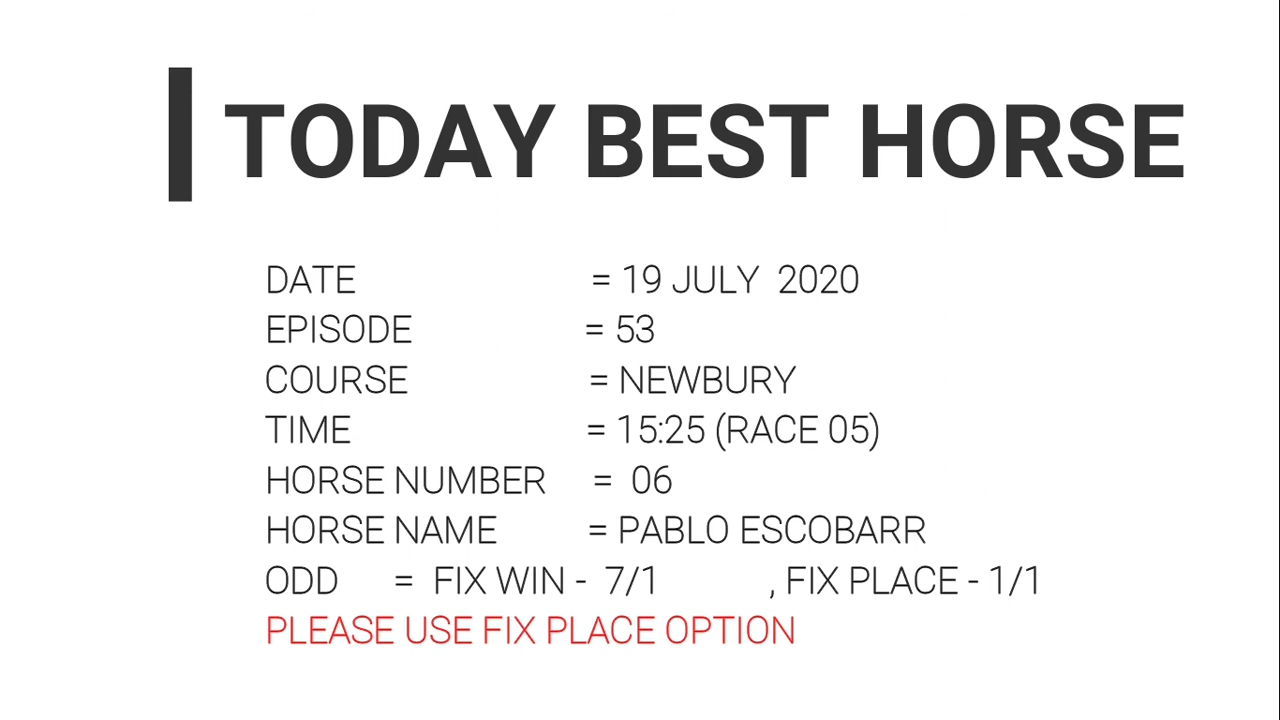 TODAY BEST HORSE
DATE = 19 JULY 2020
EPISODE = 53
COURSE = NEWBURY
TIME = 15:25 (RACE 05)
HORSE NUMBER = 06
HORSE NAME = PABLO ESCOBARR
ODD = FIX WIN - 7/1 , FIX PLACE - 1/1
PLEASE USE FIX PLACE OPTION